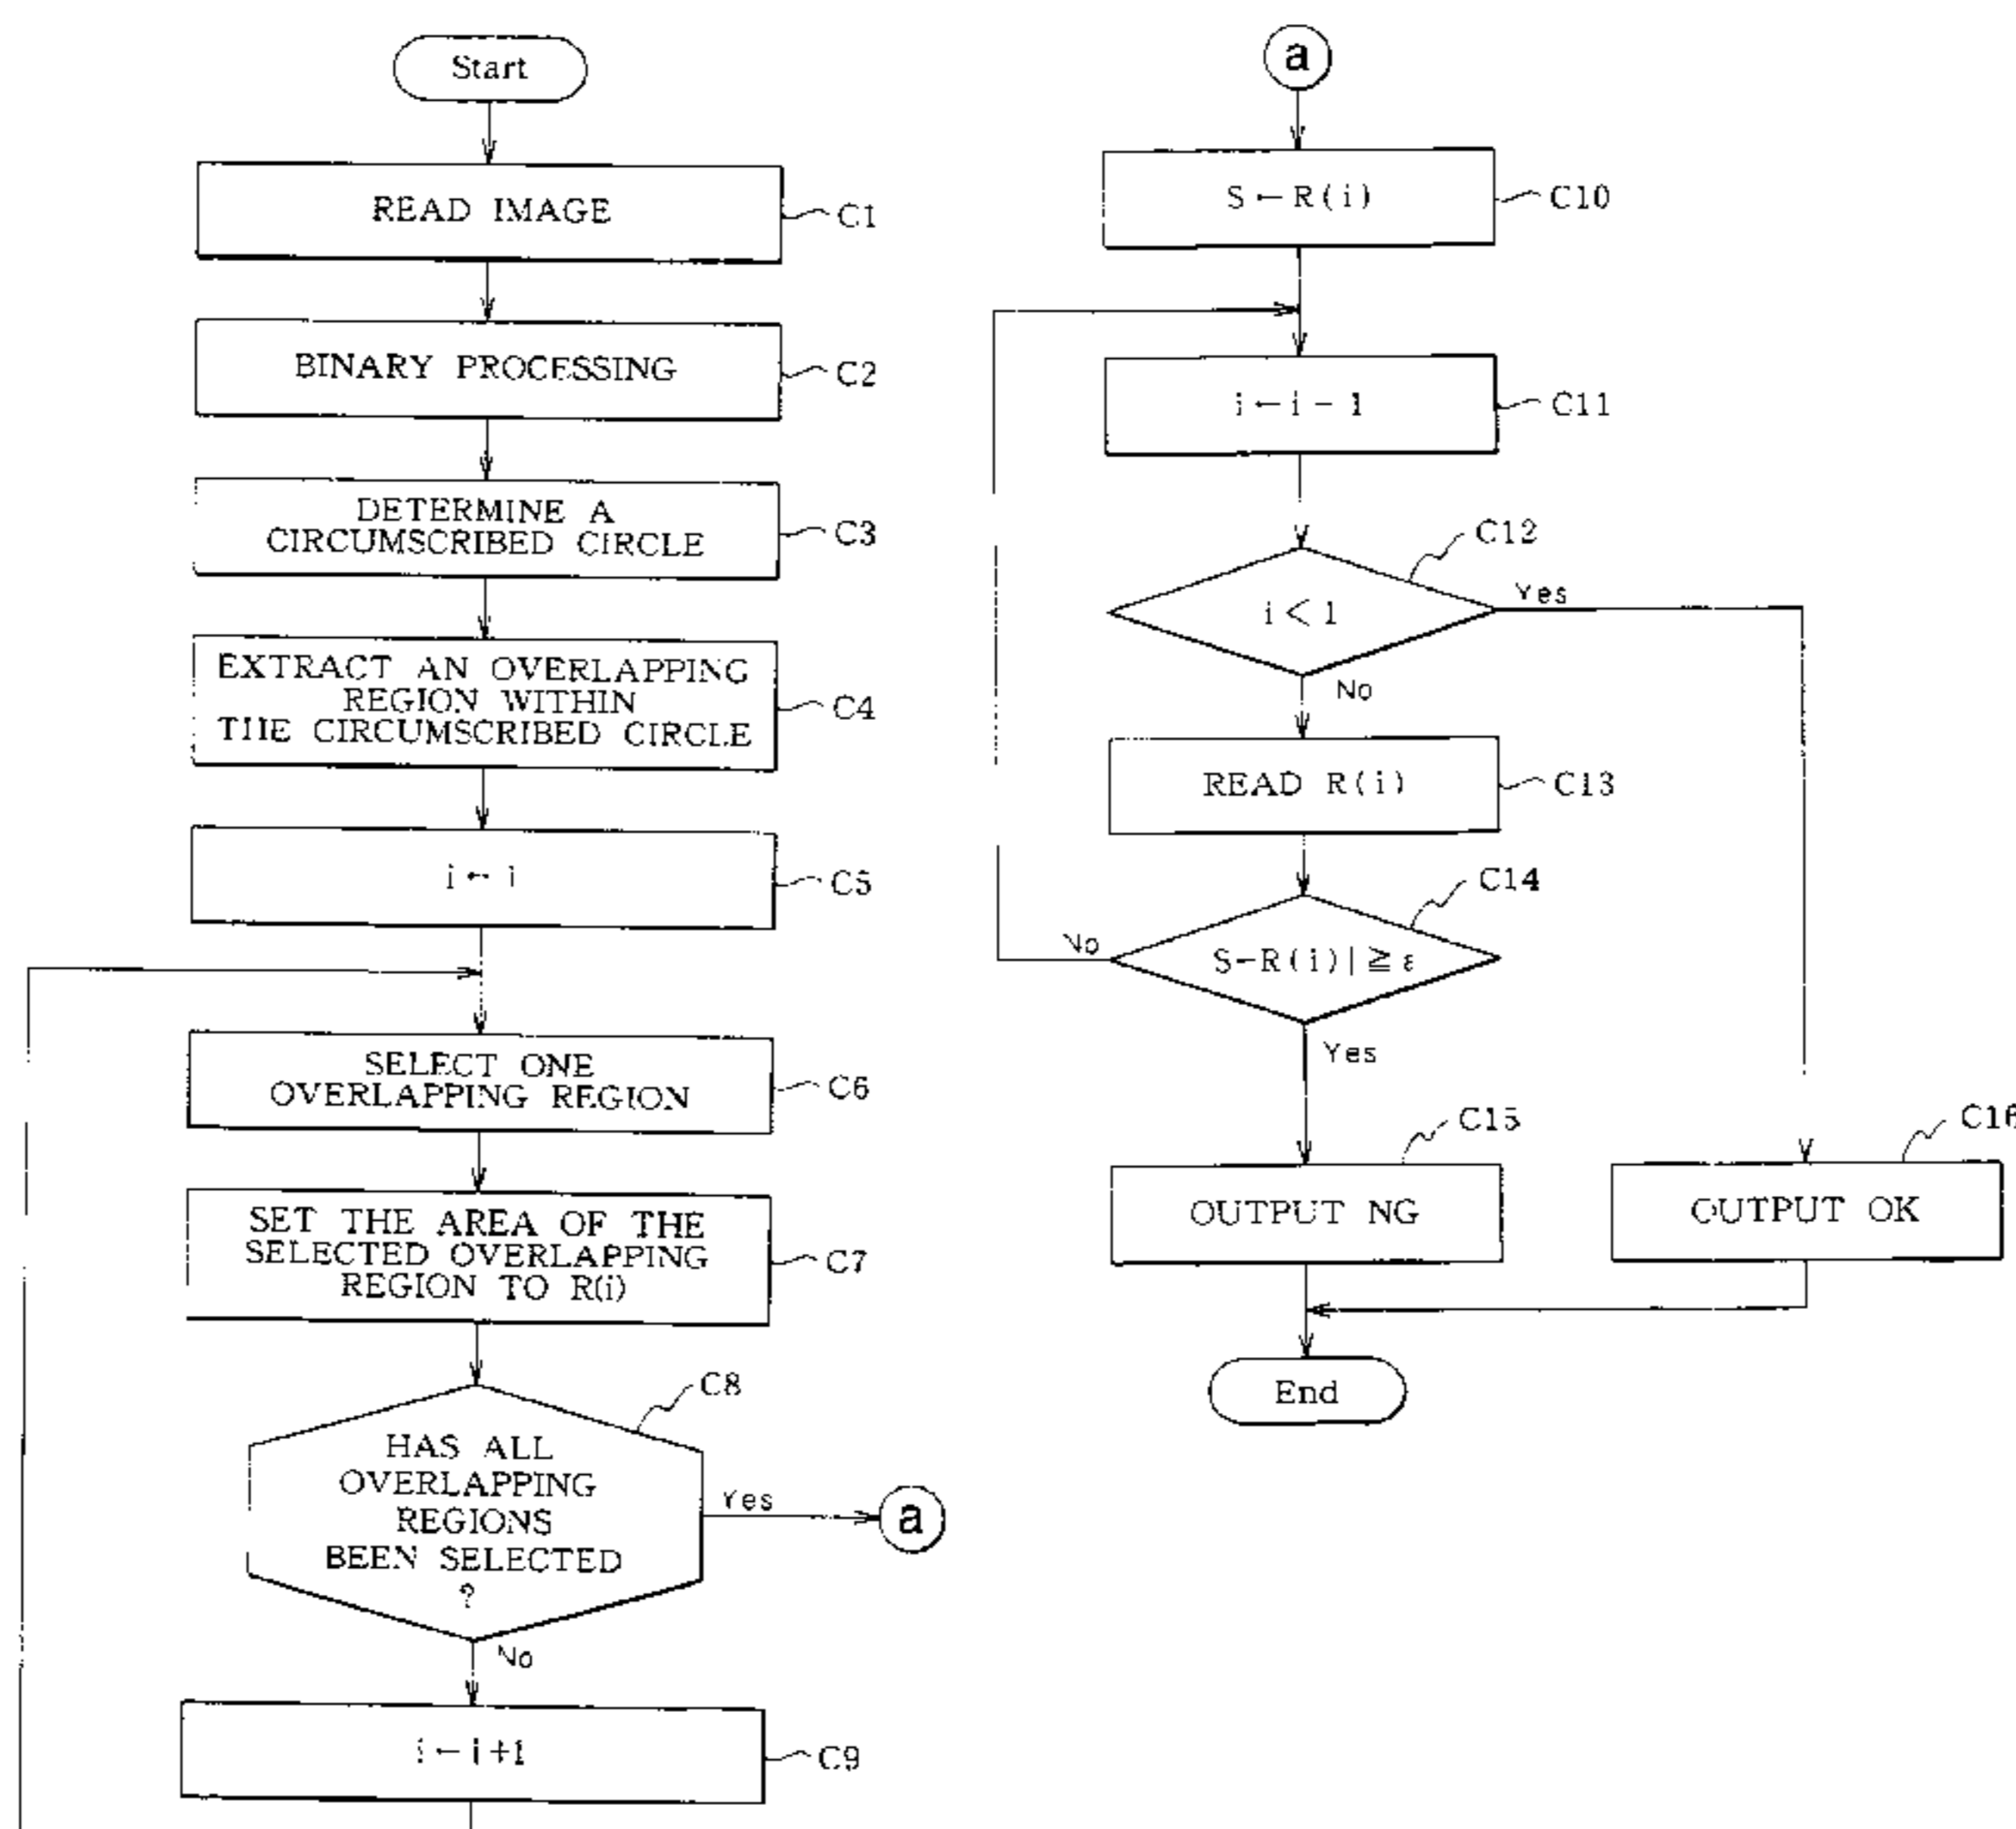 Start
READ IMAGE
C1
BINARY PROCESSING
C2
DETERMINE A
CIRCUMSCRIBED CIRCLE
C3
EXTRACT AN OVERLAPPING
REGION WITHIN
THE CIRCUMSCRIBED CIRCLE
C4
i ← i
C5
SELECT ONE
OVERLAPPING REGION
C6
SET THE AREA OF THE
SELECTED OVERLAPPING
REGION TO R(i)
C7
C8
HAS ALL
OVERLAPPING
REGIONS
BEEN SELECTED
?
Yes
a
No
i ← i +1
C9
a
S ← R(i)
C10
i ← i - 1
C11
C12
i < 1
Yes
No
READ R(i)
C13
C14
No
S-R(i)| ≧ ε
Yes
C15
OUTPUT NG
C16
OUTPUT OK
End